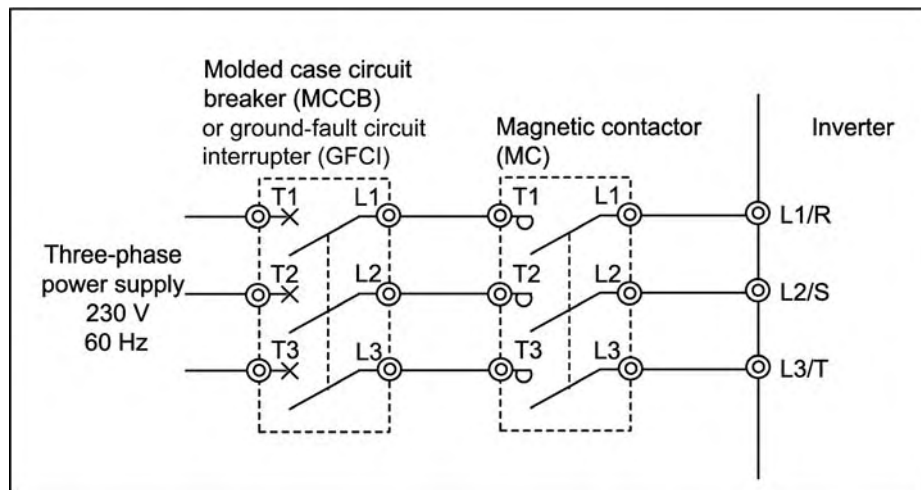 Molded case circuit
breaker (MCCB)
or ground-fault circuit
interrupter (GFCI)
Magnetic contactor
(MC)
Inverter
T1
L1
T1
L1
L1/R
Three-phase
power supply
230 V
60 Hz
T2
L2
T2
L2
L2/S
T3
L3
T3
L3
L3/T